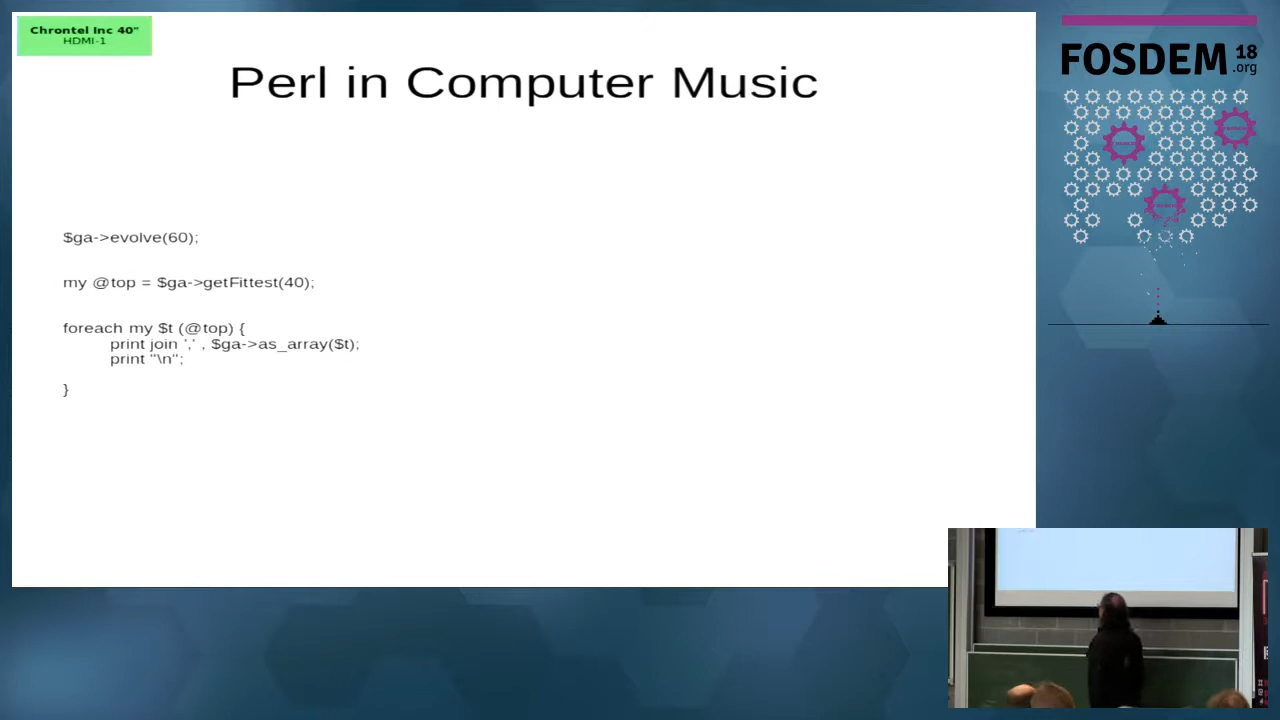 Chrontel Inc 40"
HDMI-1
Perl in Computer Music
$ga->evolve(60);
my @top = $ga->getFittest(40);
foreach my $t (@top) {
print join ',' , $ga->as_array($t);
print "\n";
}
FOSDEM 18
.org